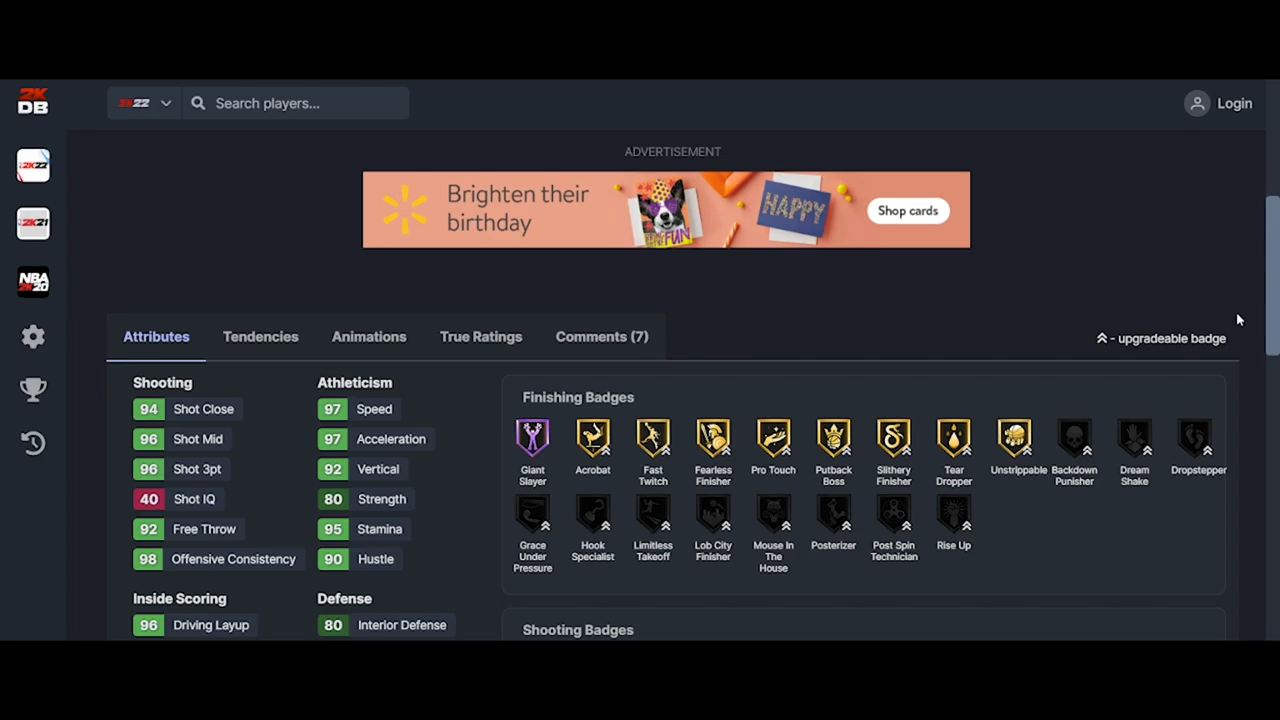 2K
DB
2K22
Search players...
Login
2K22
2K21
NBA
2K20
ADVERTISEMENT
Brighten their
birthday
FUN
HAPPY
Shop cards
Attributes
Tendencies
Animations
True Ratings
Comments (7)
- upgradeable badge
Shooting
94 Shot Close
96 Shot Mid
96 Shot 3pt
40 Shot IQ
92 Free Throw
98 Offensive Consistency
Inside Scoring
96 Driving Layup
Athleticism
97 Speed
97 Acceleration
92 Vertical
80 Strength
95 Stamina
90 Hustle
Defense
80 Interior Defense
Finishing Badges
Giant
Slayer
Acrobat
Fast
Twitch
Fearless
Finisher
Pro Touch
Putback
Boss
Slithery
Finisher
Tear
Dropper
Unstrippable
Backdown
Punisher
Dream
Shake
Dropstepper
Grace
Under
Pressure
Hook
Specialist
Limitless
Takeoff
Lob City
Finisher
Mouse In
The
House
Posterizer
Post Spin
Technician
Rise Up
Shooting Badges